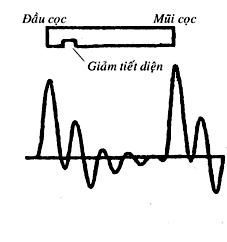 Đầu cọc
Mũi cọc
Giảm tiết diện